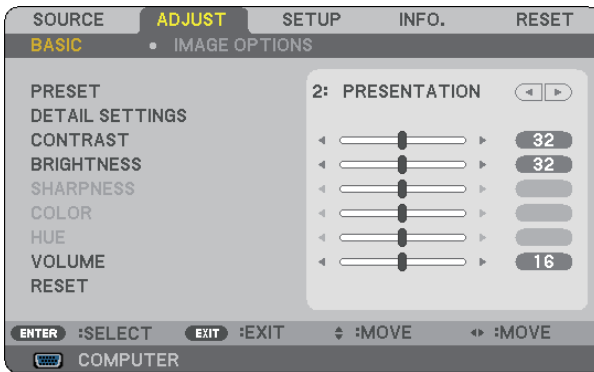 SOURCE ADJUST SETUP INFO. RESET
BASIC • IMAGE OPTIONS
PRESET 2: PRESENTATION
DETAIL SETTINGS
CONTRAST 32
BRIGHTNESS 32
SHARPNESS
COLOR
HUE
VOLUME 16
RESET
ENTER :SELECT EXIT :EXIT :MOVE :MOVE
COMPUTER